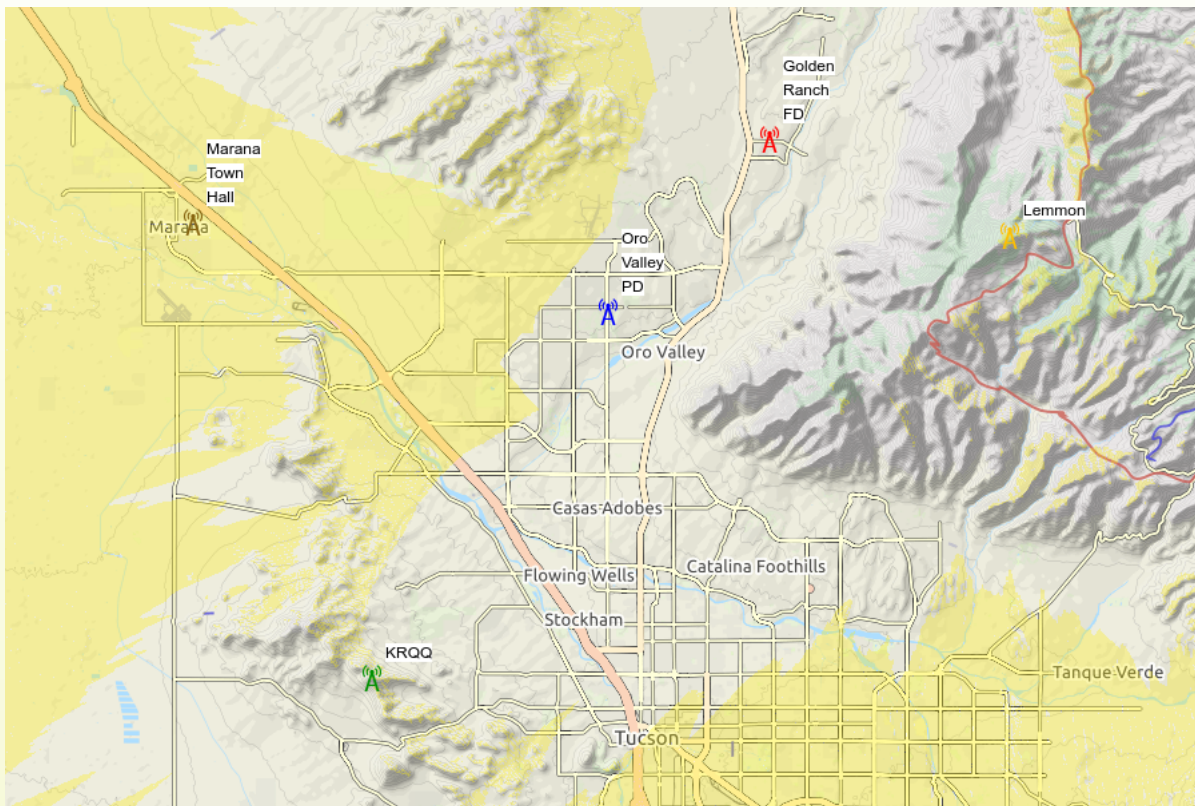 Golden
Ranch
FD
Marana
Town
Hall
Marana
Lemmon
Oro
Valley
PD
Oro Valley
Casas Adobes
Catalina Foothills
Flowing Wells
Stockham
KRQQ
Tanque Verde
Tucson